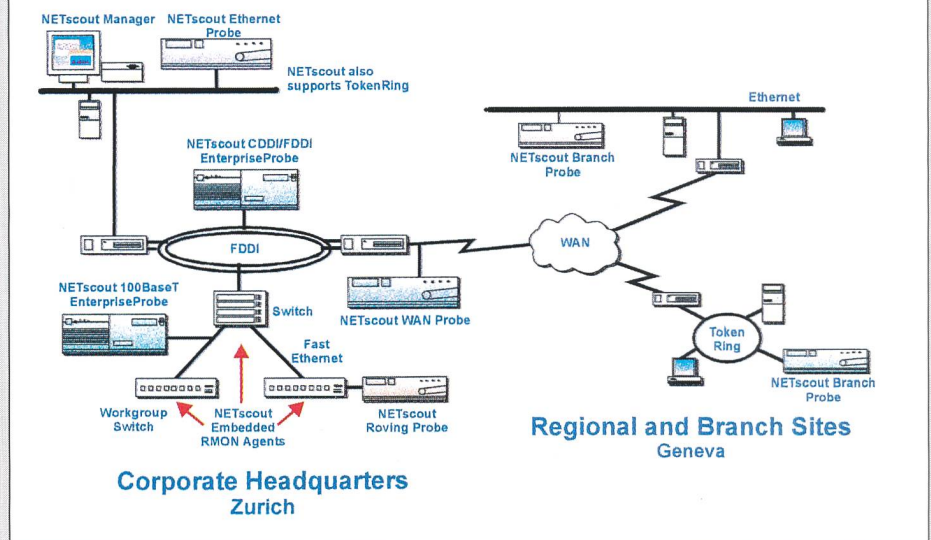 NETscout Manager
NETscout Ethernet
Probe
NETscout also
supports TokenRing
Ethernet
NETscout CDDI/FDDI
EnterpriseProbe
NETscout Branch
Probe
FDDI
WAN
NETscout 100BaseT
EnterpriseProbe
Switch
NETscout WAN Probe
Fast
Ethernet
Token
Ring
NETscout Branch
Probe
Workgroup
Switch
NETscout
Embedded
RMON Agents
NETscout
Roving Probe
Regional and Branch Sites
Geneva
Corporate Headquarters
Zurich